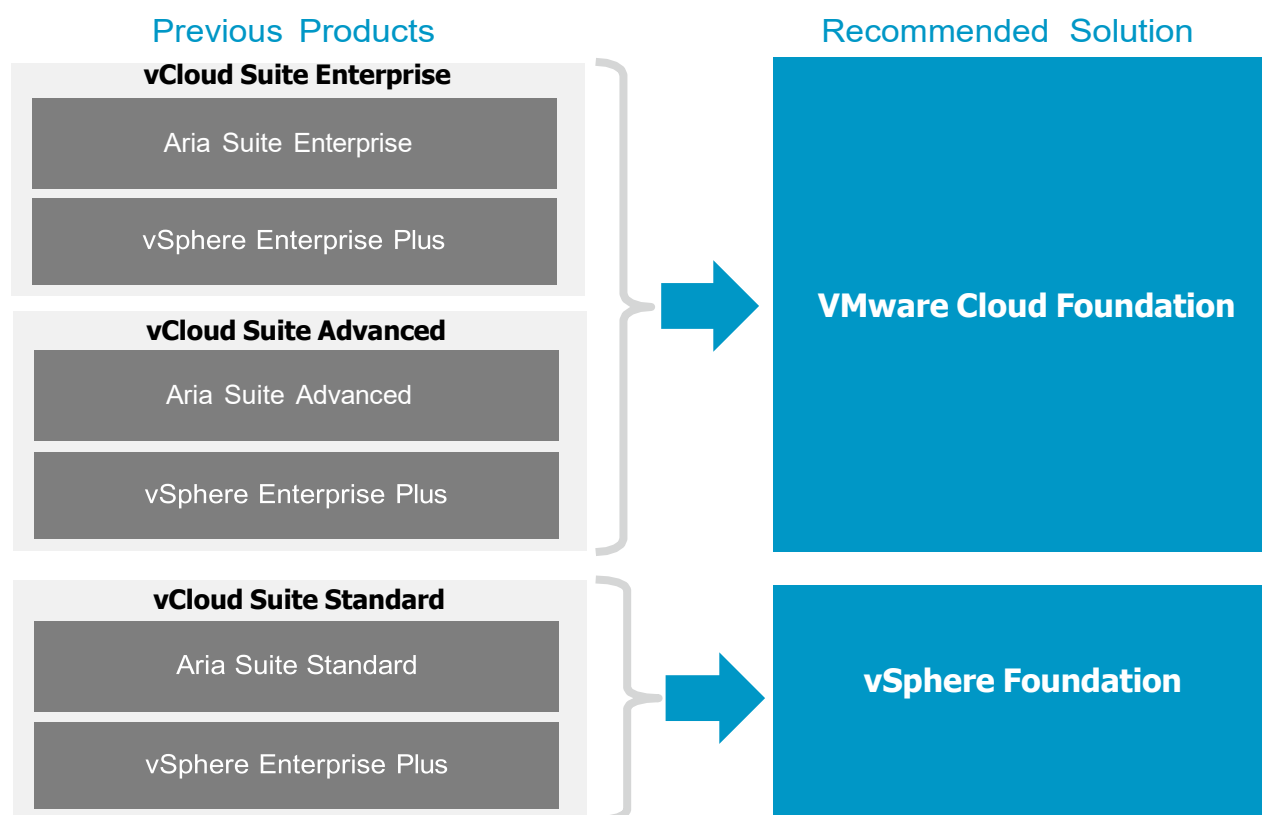 Previous Products
Recommended Solution
vCloud Suite Enterprise
Aria Suite Enterprise
vSphere Enterprise Plus
vCloud Suite Advanced
Aria Suite Advanced
vSphere Enterprise Plus
VMware Cloud Foundation
vCloud Suite Standard
Aria Suite Standard
vSphere Enterprise Plus
vSphere Foundation